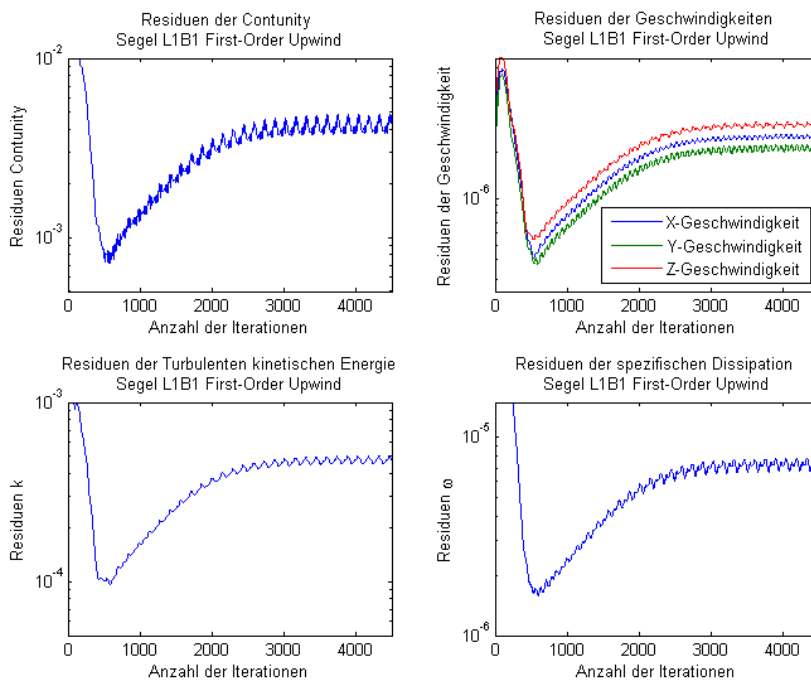 Residuen der Contunity
Segel L1B1 First-Order Upwind
10^-2
10^-3
Residuen Contunity
0 1000 2000 3000 4000
Anzahl der Iterationen
Residuen der Geschwindigkeiten
Segel L1B1 First-Order Upwind
10^-6
Residuen der Geschwindigkeit
X-Geschwindigkeit
Y-Geschwindigkeit
Z-Geschwindigkeit
0 1000 2000 3000 4000
Anzahl der Iterationen
Residuen der Turbulenten kinetischen Energie
Segel L1B1 First-Order Upwind
10^-3
10^-4
Residuen k
0 1000 2000 3000 4000
Anzahl der Iterationen
Residuen der spezifischen Dissipation
Segel L1B1 First-Order Upwind
10^-5
10^-6
Residuen ω
0 1000 2000 3000 4000
Anzahl der Iterationen